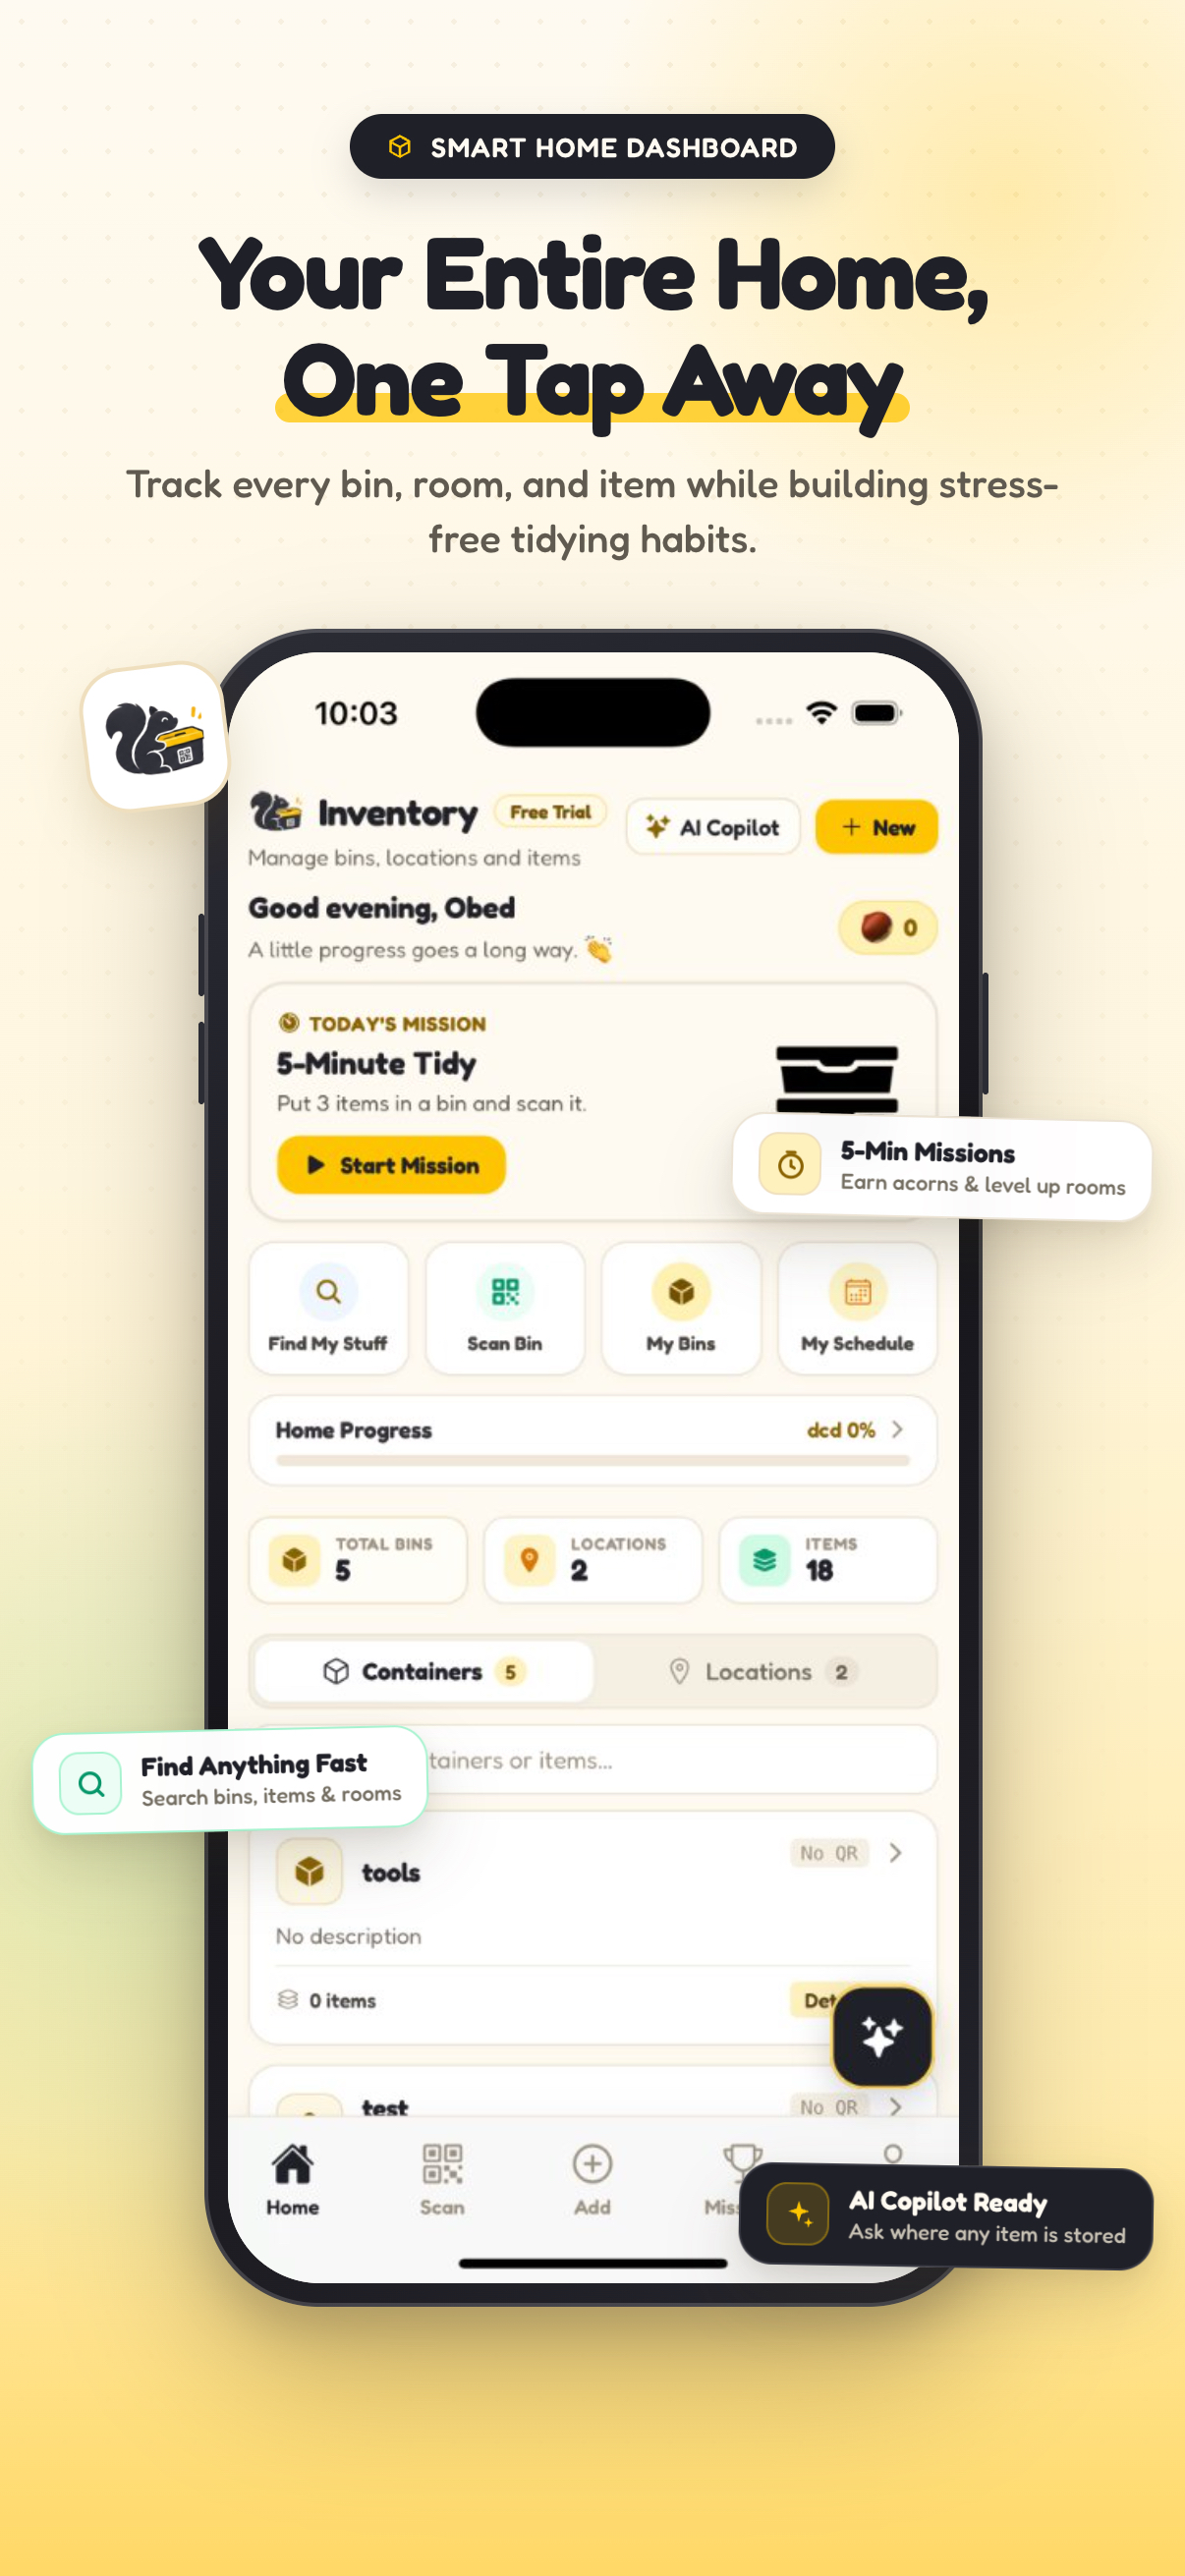 SMART HOME DASHBOARD
Your Entire Home,
One Tap Away
Track every bin, room, and item while building stress-
free tidying habits.
10:03
Inventory
Free Trial
AI Copilot
+ New
Manage bins, locations and items
Good evening, Obed
A little progress goes a long way. 👏
0
TODAY'S MISSION
5-Minute Tidy
Put 3 items in a bin and scan it.
Start Mission
5-Min Missions
Earn acorns & level up rooms
Find My Stuff
Scan Bin
My Bins
My Schedule
Home Progress
dcd 0%
TOTAL BINS
5
LOCATIONS
2
ITEMS
18
Containers 5
Locations 2
Find Anything Fast
Search bins, items & rooms
tainers or items...
tools
No QR
No description
0 items
Det
test
No QR
Home
Scan
Add
Miss
AI Copilot Ready
Ask where any item is stored